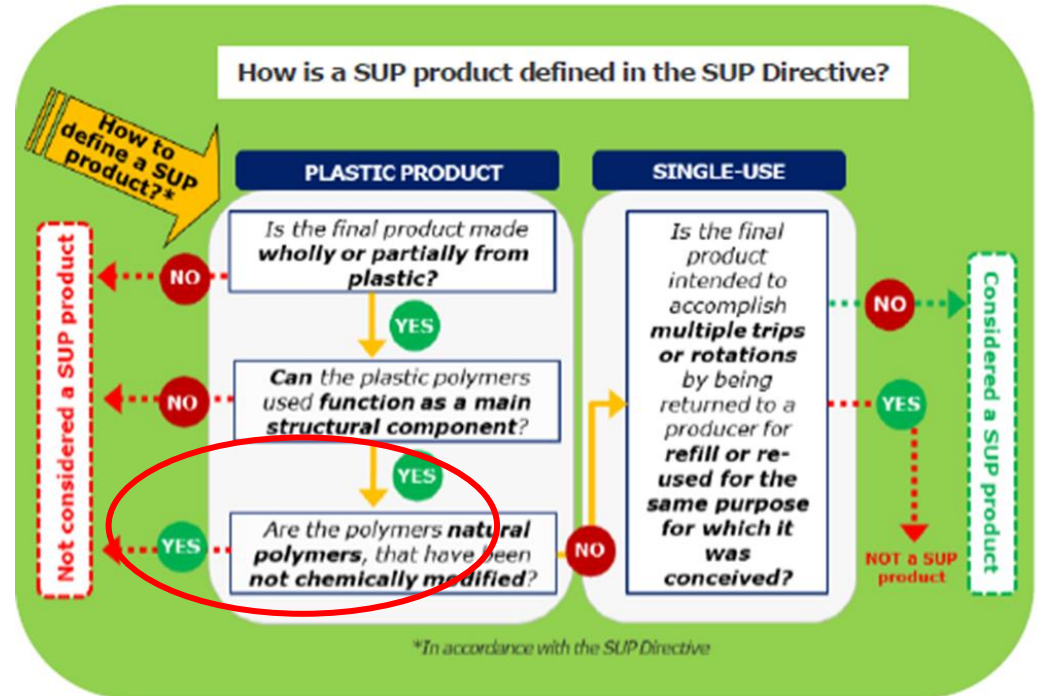 How is a SUP product defined in the SUP Directive?
How to
define a SUP
product?*
PLASTIC PRODUCT
Is the final product made
wholly or partially from
plastic?
NO
YES
Can the plastic polymers
used function as a main
structural component?
NO
YES
Are the polymers natural
polymers, that have been
not chemically modified?
YES
NO
Not considered a SUP product
SINGLE-USE
Is the final
product
intended to
accomplish
multiple trips
or rotations
by being
returned to a
producer for
refill or re-
used for the
same purpose
for which it
was
conceived?
NO
YES
NOT a SUP
product
Considered a SUP product
*In accordance with the SUP Directive